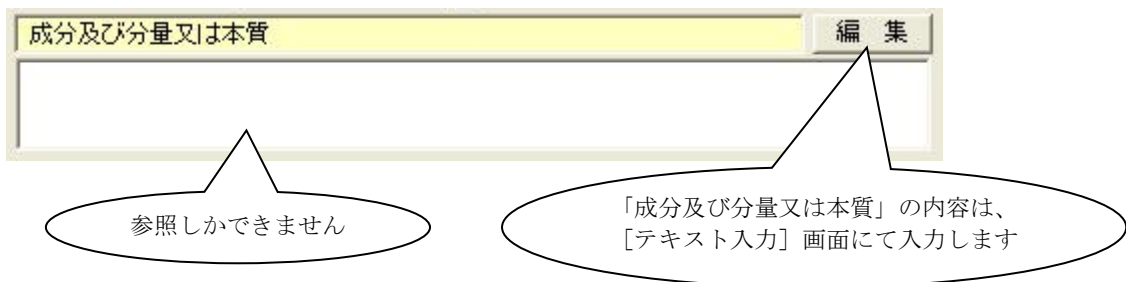 成分及び分量又は本質
編　集
参照しかできません
「成分及び分量又は本質」の内容は、
［テキスト入力］画面にて入力します